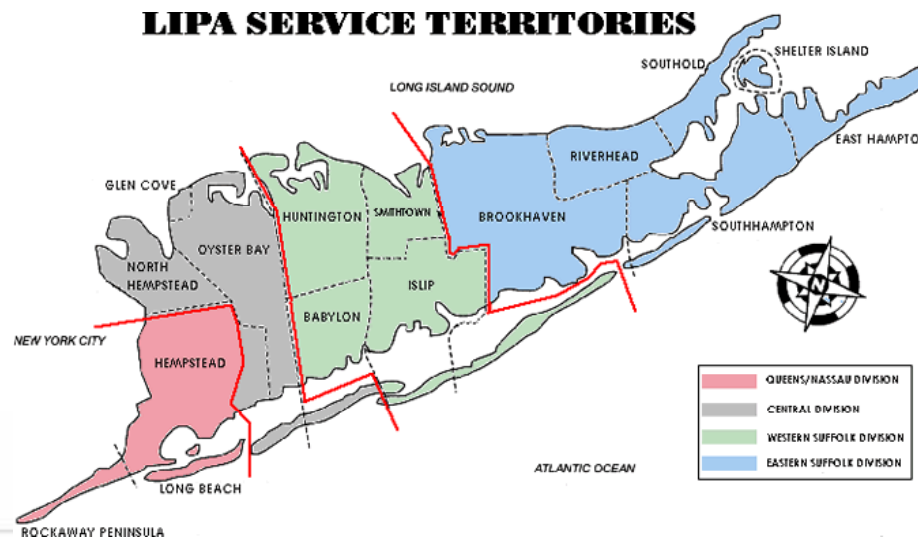 LIPA SERVICE TERRITORIES
SHELTER ISLAND
SOUTHOLD
LONG ISLAND SOUND
EAST HAMPTO
RIVERHEAD
GLEN COVE
HUNTINGTON
SMITHTOWN
BROOKHAVEN
SOUTHHAMPTON
OYSTER BAY
NORTH
HEMPSTEAD
ISLIP
N
BABYLON
NEW YORK CITY
HEMPSTEAD
QUEENS/NASSAU DIVISION
CENTRAL DIVISION
WESTERN SUFFOLK DIVISION
EASTERN SUFFOLK DIVISION
ATLANTIC OCEAN
LONG BEACH
ROCKAWAY PENINSULA